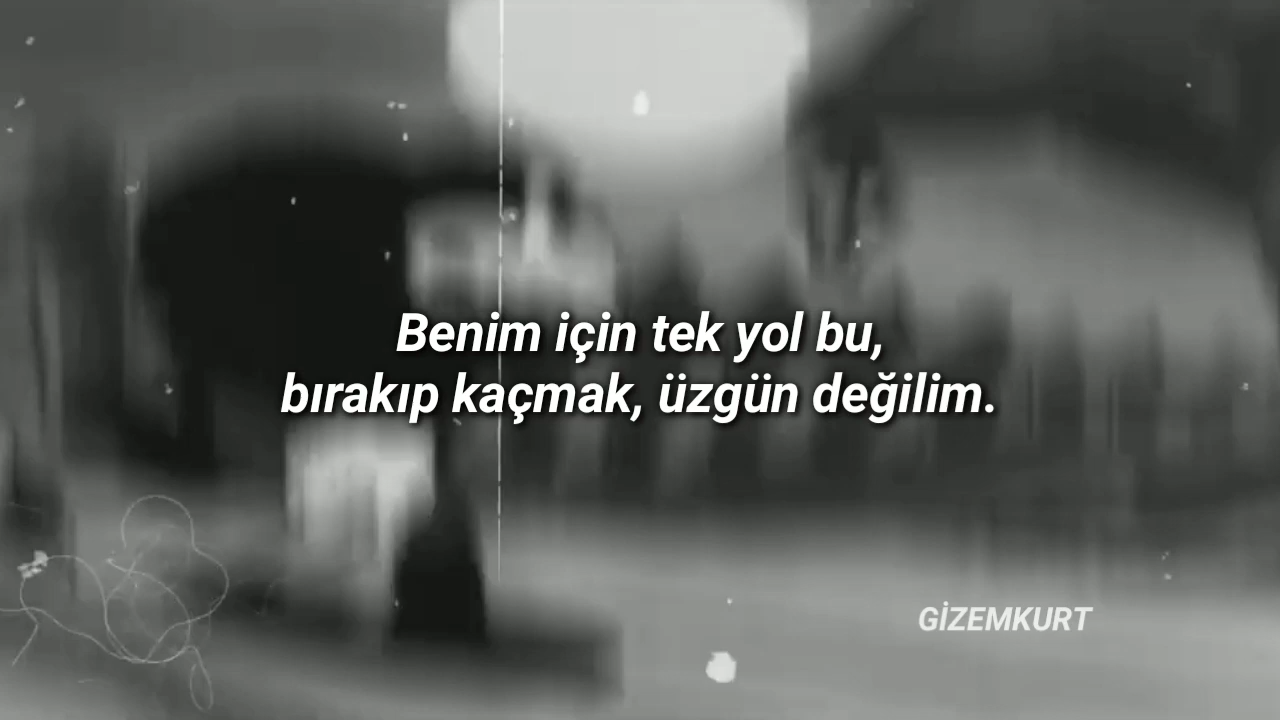 Benim için tek yol bu,
bırakıp kaçmak, üzgün değilim.
GİZEMKURT